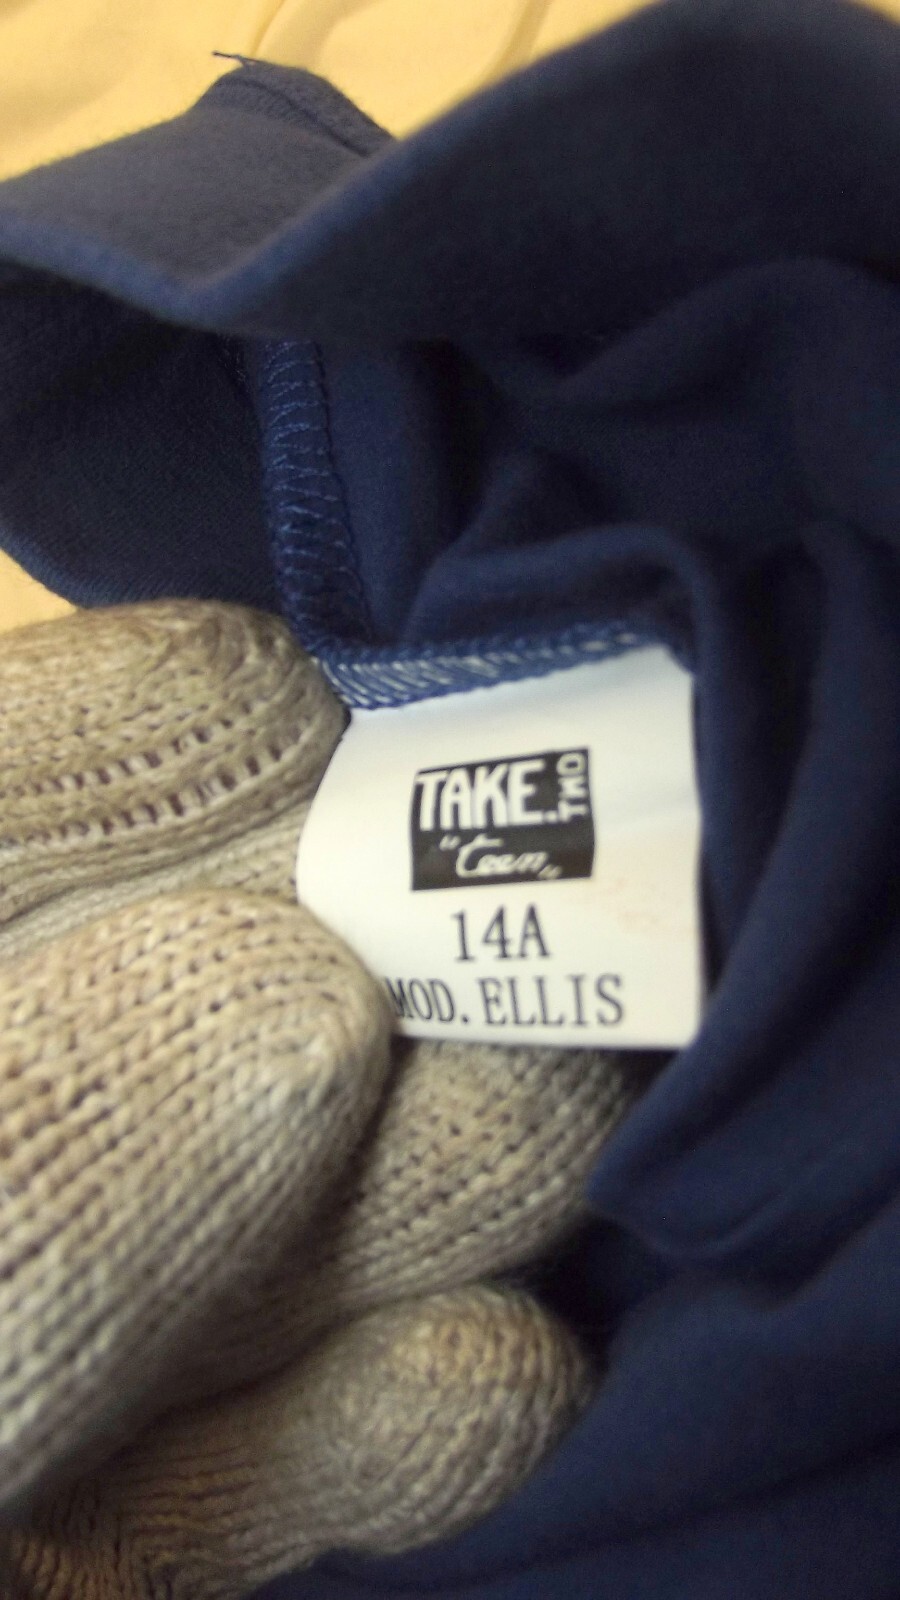 TAKE. TWO
"teen"
14A
MOD. ELLIS